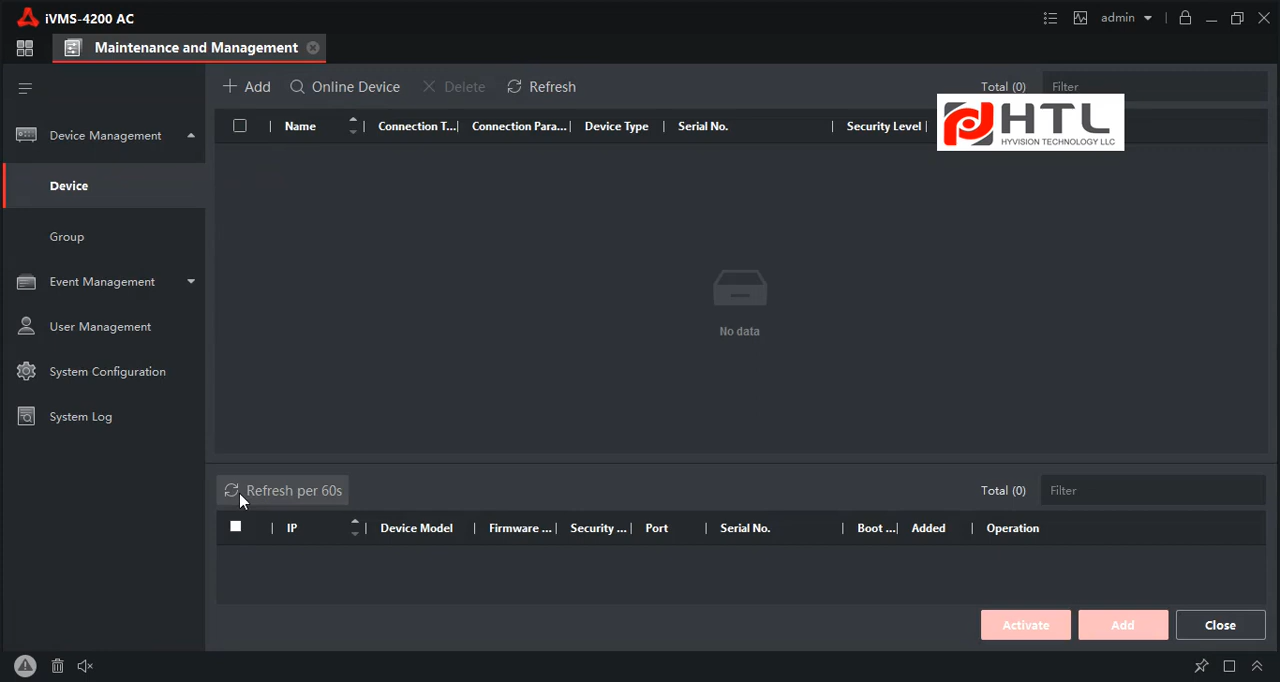 iVMS-4200 AC
admin
Maintenance and Management
Add
Online Device
Delete
Refresh
Total (0)
Filter
HTL
HYVISION TECHNOLOGY LLC
Name
Connection T...
Connection Para...
Device Type
Serial No.
Security Level
Device Management
Device
Group
Event Management
User Management
System Configuration
System Log
No data
Refresh per 60s
Total (0)
Filter
IP
Device Model
Firmware ...
Security ...
Port
Serial No.
Boot ...
Added
Operation
Activate
Add
Close